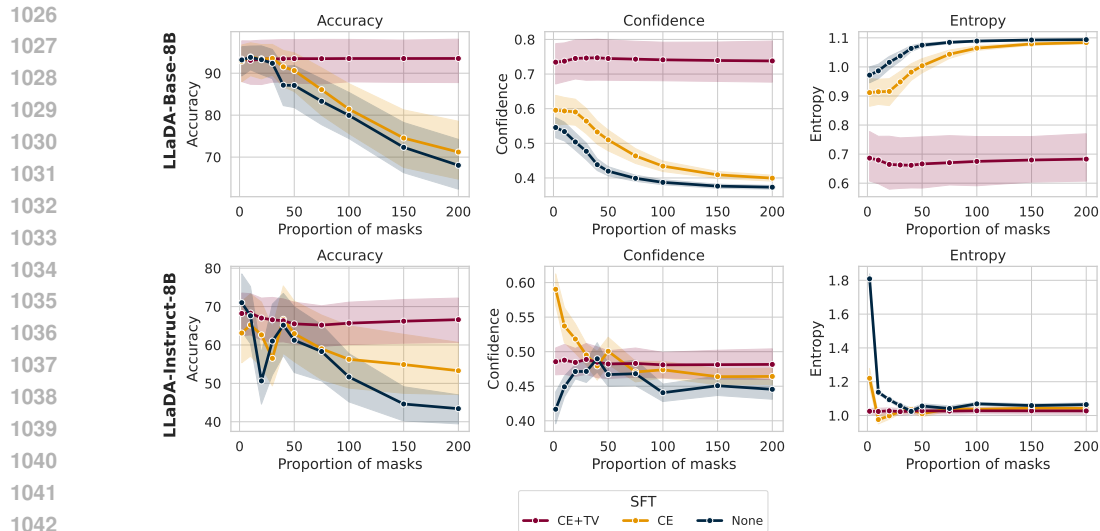 1026
1027
1028
1029
1030
1031
1032
1033
1034
1035
1036
1037
1038
1039
1040
1041
1042
LLaDA-Base-8B
Accuracy
Accuracy
90
80
70
0 50 100 150 200
Proportion of masks
Confidence
Confidence
0.8
0.7
0.6
0.5
0.4
0 50 100 150 200
Proportion of masks
Entropy
Entropy
1.1
1.0
0.9
0.8
0.7
0.6
0 50 100 150 200
Proportion of masks
LLaDA-Instruct-8B
Accuracy
Accuracy
80
70
60
50
40
0 50 100 150 200
Proportion of masks
Confidence
Confidence
0.60
0.55
0.50
0.45
0.40
0 50 100 150 200
Proportion of masks
Entropy
Entropy
1.8
1.6
1.4
1.2
1.0
0 50 100 150 200
Proportion of masks
SFT
CE+TV CE None